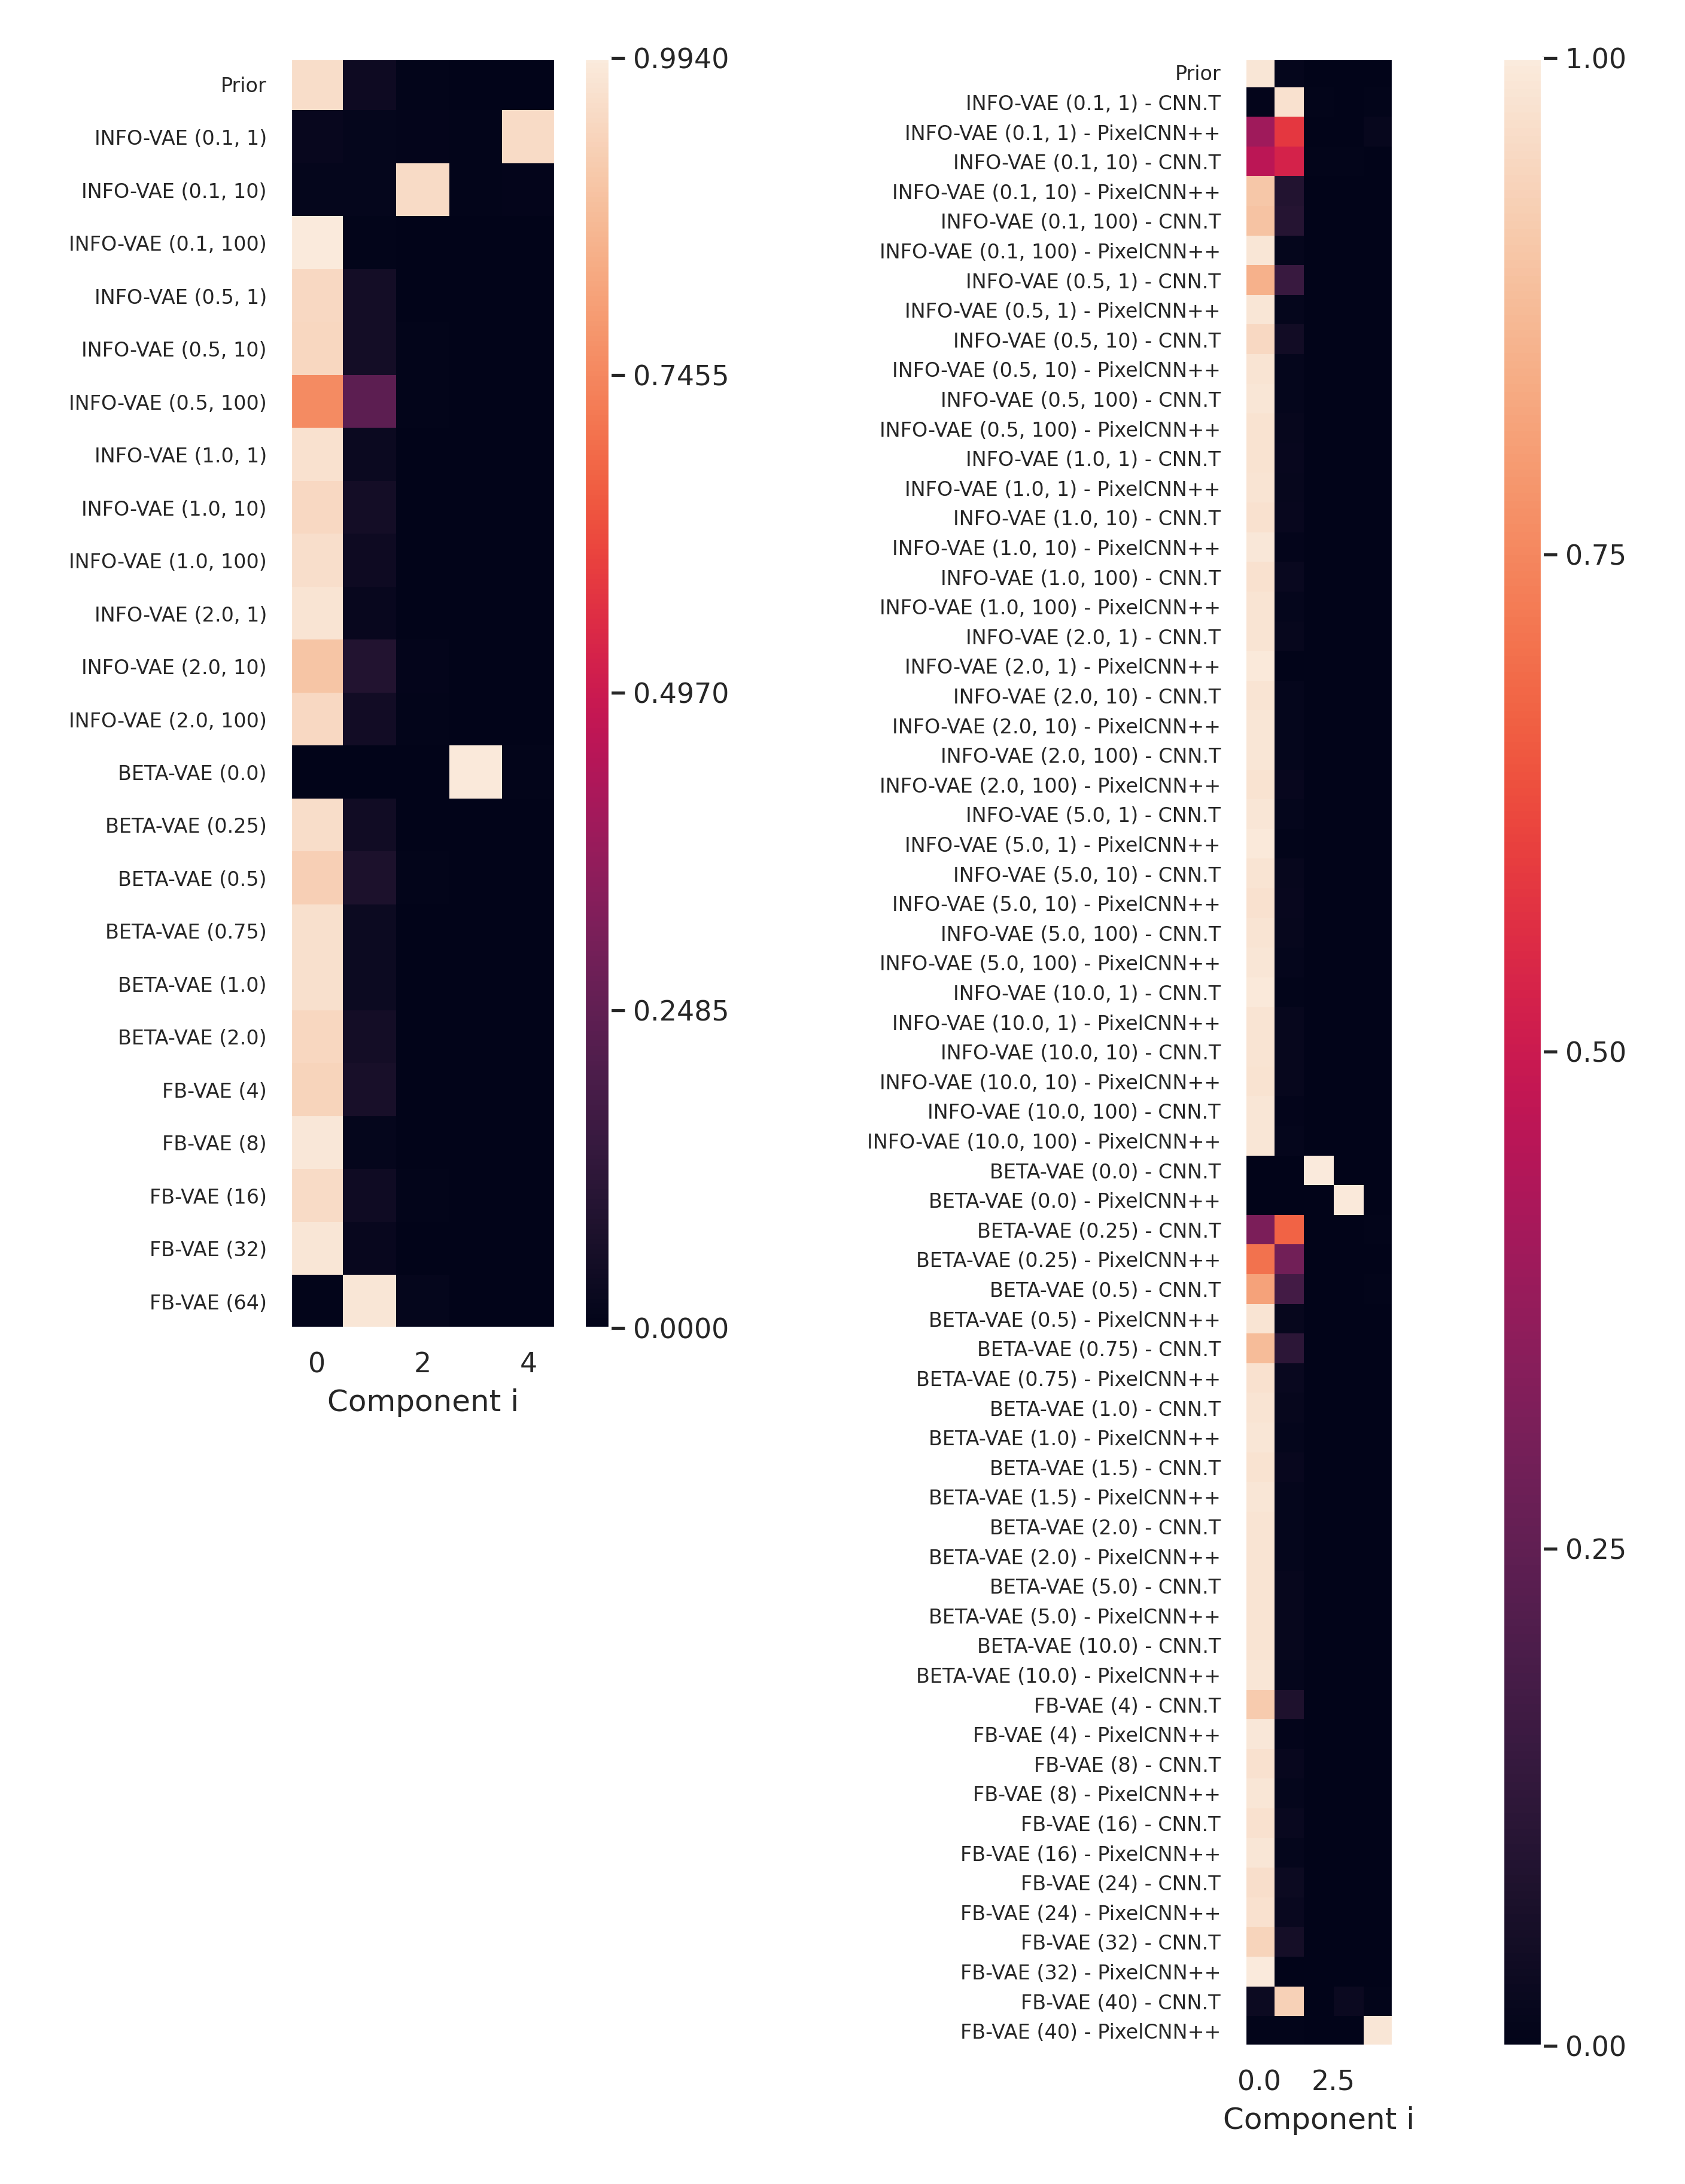 Prior
INFO-VAE (0.1, 1)
INFO-VAE (0.1, 10)
INFO-VAE (0.1, 100)
INFO-VAE (0.5, 1)
INFO-VAE (0.5, 10)
INFO-VAE (0.5, 100)
INFO-VAE (1.0, 1)
INFO-VAE (1.0, 10)
INFO-VAE (1.0, 100)
INFO-VAE (2.0, 1)
INFO-VAE (2.0, 10)
INFO-VAE (2.0, 100)
BETA-VAE (0.0)
BETA-VAE (0.25)
BETA-VAE (0.5)
BETA-VAE (0.75)
BETA-VAE (1.0)
BETA-VAE (2.0)
FB-VAE (4)
FB-VAE (8)
FB-VAE (16)
FB-VAE (32)
FB-VAE (64)
0 2 4
Component i
0.9940
0.7455
0.4970
0.2485
0.0000
Prior
INFO-VAE (0.1, 1) - CNN.T
INFO-VAE (0.1, 1) - PixelCNN++
INFO-VAE (0.1, 10) - CNN.T
INFO-VAE (0.1, 10) - PixelCNN++
INFO-VAE (0.1, 100) - CNN.T
INFO-VAE (0.1, 100) - PixelCNN++
INFO-VAE (0.5, 1) - CNN.T
INFO-VAE (0.5, 1) - PixelCNN++
INFO-VAE (0.5, 10) - CNN.T
INFO-VAE (0.5, 10) - PixelCNN++
INFO-VAE (0.5, 100) - CNN.T
INFO-VAE (0.5, 100) - PixelCNN++
INFO-VAE (1.0, 1) - CNN.T
INFO-VAE (1.0, 1) - PixelCNN++
INFO-VAE (1.0, 10) - CNN.T
INFO-VAE (1.0, 10) - PixelCNN++
INFO-VAE (1.0, 100) - CNN.T
INFO-VAE (1.0, 100) - PixelCNN++
INFO-VAE (2.0, 1) - CNN.T
INFO-VAE (2.0, 1) - PixelCNN++
INFO-VAE (2.0, 10) - CNN.T
INFO-VAE (2.0, 10) - PixelCNN++
INFO-VAE (2.0, 100) - CNN.T
INFO-VAE (2.0, 100) - PixelCNN++
INFO-VAE (5.0, 1) - CNN.T
INFO-VAE (5.0, 1) - PixelCNN++
INFO-VAE (5.0, 10) - CNN.T
INFO-VAE (5.0, 10) - PixelCNN++
INFO-VAE (5.0, 100) - CNN.T
INFO-VAE (5.0, 100) - PixelCNN++
INFO-VAE (10.0, 1) - CNN.T
INFO-VAE (10.0, 1) - PixelCNN++
INFO-VAE (10.0, 10) - CNN.T
INFO-VAE (10.0, 10) - PixelCNN++
INFO-VAE (10.0, 100) - CNN.T
INFO-VAE (10.0, 100) - PixelCNN++
BETA-VAE (0.0) - CNN.T
BETA-VAE (0.0) - PixelCNN++
BETA-VAE (0.25) - CNN.T
BETA-VAE (0.25) - PixelCNN++
BETA-VAE (0.5) - CNN.T
BETA-VAE (0.5) - PixelCNN++
BETA-VAE (0.75) - CNN.T
BETA-VAE (0.75) - PixelCNN++
BETA-VAE (1.0) - CNN.T
BETA-VAE (1.0) - PixelCNN++
BETA-VAE (1.5) - CNN.T
BETA-VAE (1.5) - PixelCNN++
BETA-VAE (2.0) - CNN.T
BETA-VAE (2.0) - PixelCNN++
BETA-VAE (5.0) - CNN.T
BETA-VAE (5.0) - PixelCNN++
BETA-VAE (10.0) - CNN.T
BETA-VAE (10.0) - PixelCNN++
FB-VAE (4) - CNN.T
FB-VAE (4) - PixelCNN++
FB-VAE (8) - CNN.T
FB-VAE (8) - PixelCNN++
FB-VAE (16) - CNN.T
FB-VAE (16) - PixelCNN++
FB-VAE (24) - CNN.T
FB-VAE (24) - PixelCNN++
FB-VAE (32) - CNN.T
FB-VAE (32) - PixelCNN++
FB-VAE (40) - CNN.T
FB-VAE (40) - PixelCNN++
0.0 2.5
Component i
1.00
0.75
0.50
0.25
0.00